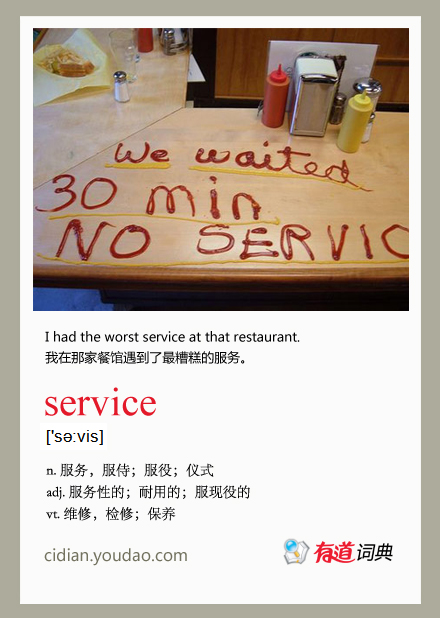 We waited
30 min
NO SERVIC
I had the worst service at that restaurant.
我在那家餐馆遇到了最糟糕的服务。
service
['sə:vis]
n. 服务，服侍；服役；仪式
adj. 服务性的；耐用的；服现役的
vt. 维修，检修；保养
cidian.youdao.com
有道词典